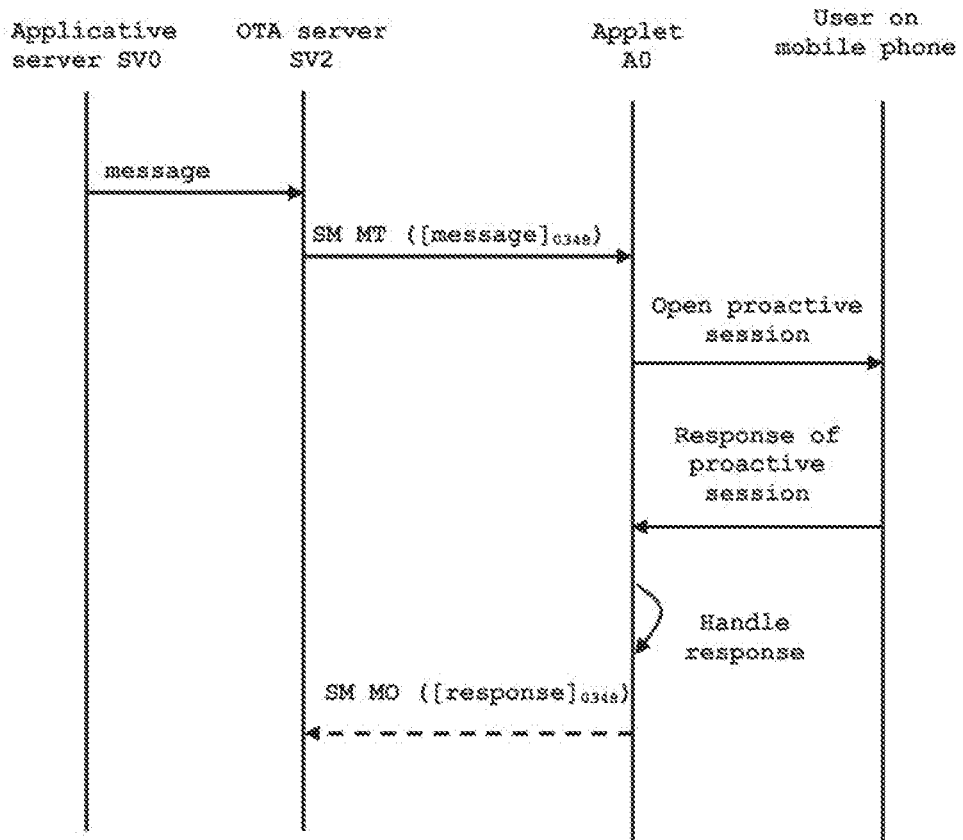 Applicative
server SV0
OTA server
SV2
Applet
A0
User on
mobile phone
message
SM MT ([message]0348)
Open proactive
session
Response of
proactive
session
Handle
response
SM MO ([response]0348)